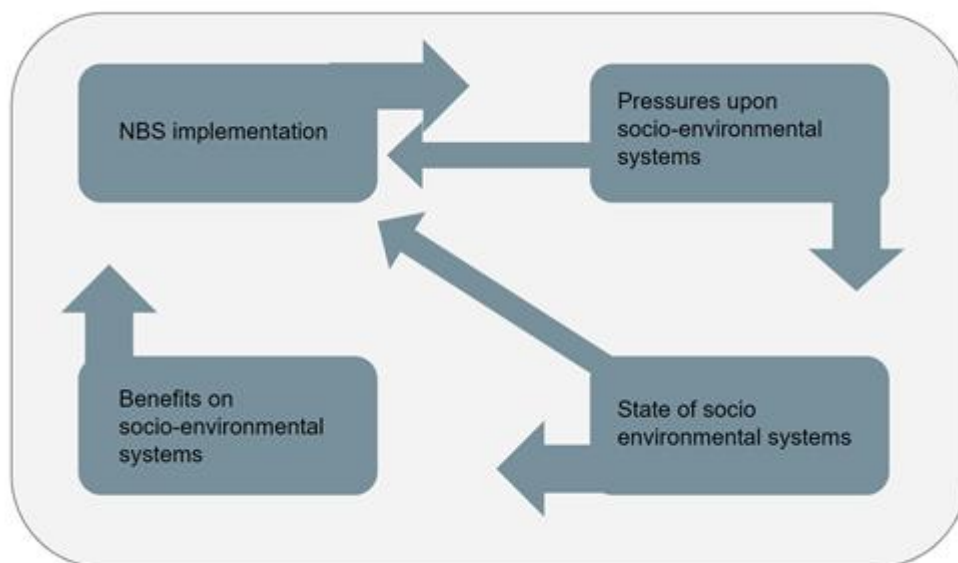 NBS implementation
Pressures upon
socio-environmental
systems
Benefits on
socio-environmental
systems
State of socio
environmental systems